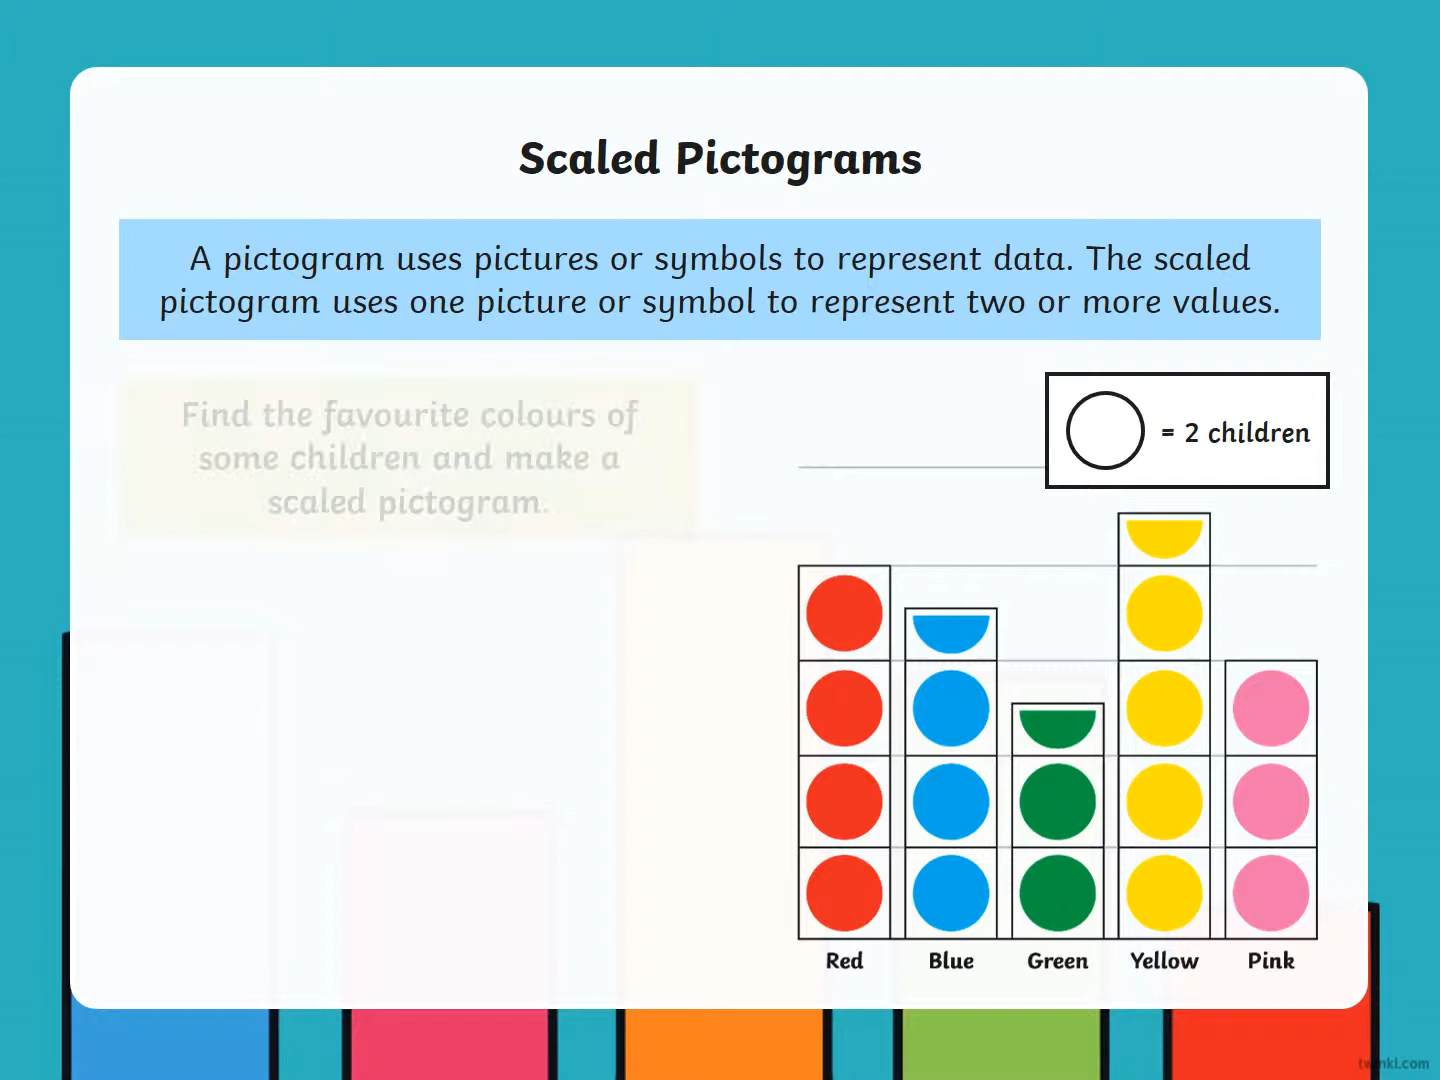 Scaled Pictograms
A pictogram uses pictures or symbols to represent data. The scaled
pictogram uses one picture or symbol to represent two or more values.
Find the favourite colours of
some children and make a
scaled pictogram.
= 2 children
Red Blue Green Yellow Pink
twinkl.com